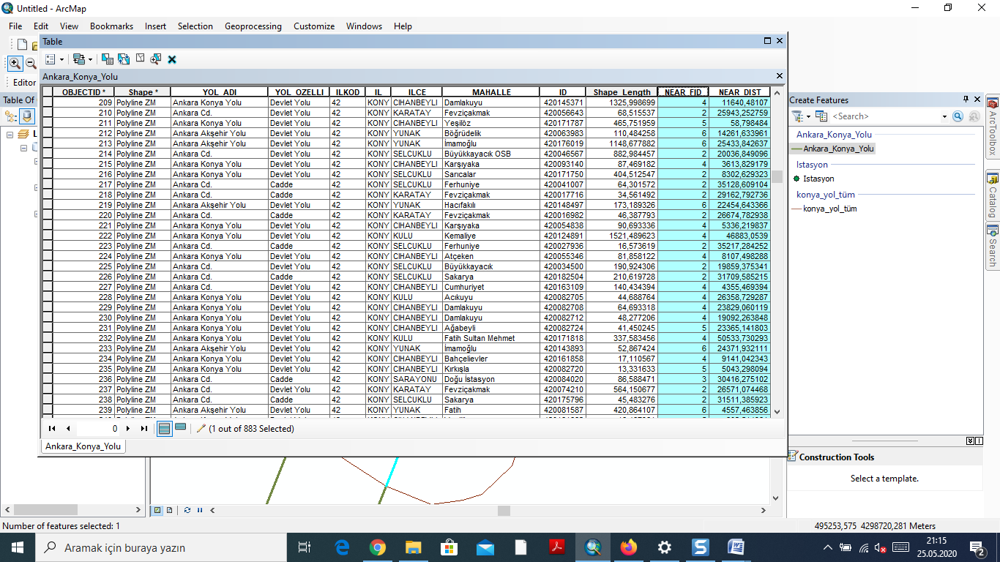 Untitled - ArcMap
File Edit View Bookmarks Insert Selection Geoprocessing Customize Windows Help
Table
Editor
Ankara_Konya_Yolu
Table Of
OBJECTID * Shape * YOL_ADI YOL_OZELLI ILKOD IL ILCE MAHALLE ID Shape_Length NEAR_FID NEAR_DIST
209 Polyline ZM Ankara Konya Yolu Devlet Yolu 42 KONY CIHANBEYLI Damlakuyu 420145371 1325,998699 4 11640,48107
210 Polyline ZM Ankara Cd. Devlet Yolu 42 KONY KARATAY Fevziçakmak 420056643 68,515537 2 25943,252759
211 Polyline ZM Ankara Konya Yolu Devlet Yolu 42 KONY CIHANBEYLI Yeşilöz 420171787 465,751959 5 58,798484
212 Polyline ZM Ankara Akşehir Yolu Devlet Yolu 42 KONY YUNAK Böğrüdelik 420063983 110,484258 6 14261,633961
213 Polyline ZM Ankara Akşehir Yolu Devlet Yolu 42 KONY YUNAK İmamoğlu 420176019 1148,677882 6 25433,842637
214 Polyline ZM Ankara Cd. Devlet Yolu 42 KONY SELCUKLU Büyükkayacık OSB 420046567 882,984457 2 20036,849096
215 Polyline ZM Ankara Konya Yolu Devlet Yolu 42 KONY CIHANBEYLI Karşıyaka 420093140 87,469182 4 3613,829179
216 Polyline ZM Ankara Konya Yolu Devlet Yolu 42 KONY SELCUKLU Sarıcalar 420171750 404,512547 2 8302,629323
217 Polyline ZM Ankara Cd. Cadde 42 KONY SELCUKLU Ferhuniye 420041007 64,301572 2 35128,609104
218 Polyline ZM Ankara Cd. Cadde 42 KONY KARATAY Fevziçakmak 420017716 34,561492 2 29162,792736
219 Polyline ZM Ankara Akşehir Yolu Devlet Yolu 42 KONY YUNAK Hacıfakılı 420148497 173,189326 6 22454,643366
220 Polyline ZM Ankara Cd. Cadde 42 KONY KARATAY Fevziçakmak 420016982 46,387793 2 26674,782938
221 Polyline ZM Ankara Konya Yolu Devlet Yolu 42 KONY CIHANBEYLI Karşıyaka 420054838 90,693336 4 5336,219837
222 Polyline ZM Ankara Konya Yolu Devlet Yolu 42 KONY KULU Kemaliye 420124891 1521,489623 4 46883,0539
223 Polyline ZM Ankara Cd. Cadde 42 KONY SELCUKLU Ferhuniye 420027936 16,573619 2 35217,284252
224 Polyline ZM Ankara Konya Yolu Devlet Yolu 42 KONY CIHANBEYLI Atçeken 420055346 81,858122 4 8107,498288
225 Polyline ZM Ankara Cd. Devlet Yolu 42 KONY SELCUKLU Büyükkayacık 420034500 190,924306 2 19859,375341
226 Polyline ZM Ankara Cd. Cadde 42 KONY SELCUKLU Sakarya 420182504 210,619728 2 31709,585215
227 Polyline ZM Ankara Cd. Devlet Yolu 42 KONY CIHANBEYLI Cumhuriyet 420163109 140,434394 4 4355,469394
228 Polyline ZM Ankara Konya Yolu Devlet Yolu 42 KONY KULU Acıkuyu 420082705 44,688764 4 26358,729287
229 Polyline ZM Ankara Konya Yolu Devlet Yolu 42 KONY CIHANBEYLI Damlakuyu 420082708 64,693318 4 23829,060119
230 Polyline ZM Ankara Konya Yolu Devlet Yolu 42 KONY CIHANBEYLI Damlakuyu 420082712 48,277206 4 19092,263848
231 Polyline ZM Ankara Konya Yolu Devlet Yolu 42 KONY CIHANBEYLI Ağabeyli 420082724 41,450245 5 23365,141803
232 Polyline ZM Ankara Konya Yolu Devlet Yolu 42 KONY KULU Fatih Sultan Mehmet 420171818 337,583456 4 50533,730293
233 Polyline ZM Ankara Akşehir Yolu Devlet Yolu 42 KONY YUNAK İmamoğlu 420143893 52,867424 6 24371,932111
234 Polyline ZM Ankara Konya Yolu Devlet Yolu 42 KONY CIHANBEYLI Bahçelievler 420161858 17,110567 4 9141,042343
235 Polyline ZM Ankara Konya Yolu Devlet Yolu 42 KONY CIHANBEYLI Kırkışla 420082720 13,331633 5 5043,298094
236 Polyline ZM Ankara Cd. Cadde 42 KONY SARAYONU Doğu İstasyon 420084020 86,588471 3 30416,275102
237 Polyline ZM Ankara Cd. Devlet Yolu 42 KONY KARATAY Fevziçakmak 420074210 564,150677 2 26571,074468
238 Polyline ZM Ankara Cd. Cadde 42 KONY SELCUKLU Sakarya 420175796 45,483276 2 31511,385923
239 Polyline ZM Ankara Akşehir Yolu Devlet Yolu 42 KONY YUNAK Fatih 420081587 420,864107 6 4557,463856
0 (1 out of 883 Selected)
Ankara_Konya_Yolu
Create Features
<Search>
Ankara_Konya_Yolu
Ankara_Konya_Yolu
Istasyon
Istasyon
konya_yol_tüm
konya_yol_tüm
ArcToolbox
Catalog
Search
Construction Tools
Select a template.
Number of features selected: 1
495253,575 4298720,281 Meters
Aramak için buraya yazın
21:15
25.05.2020
2